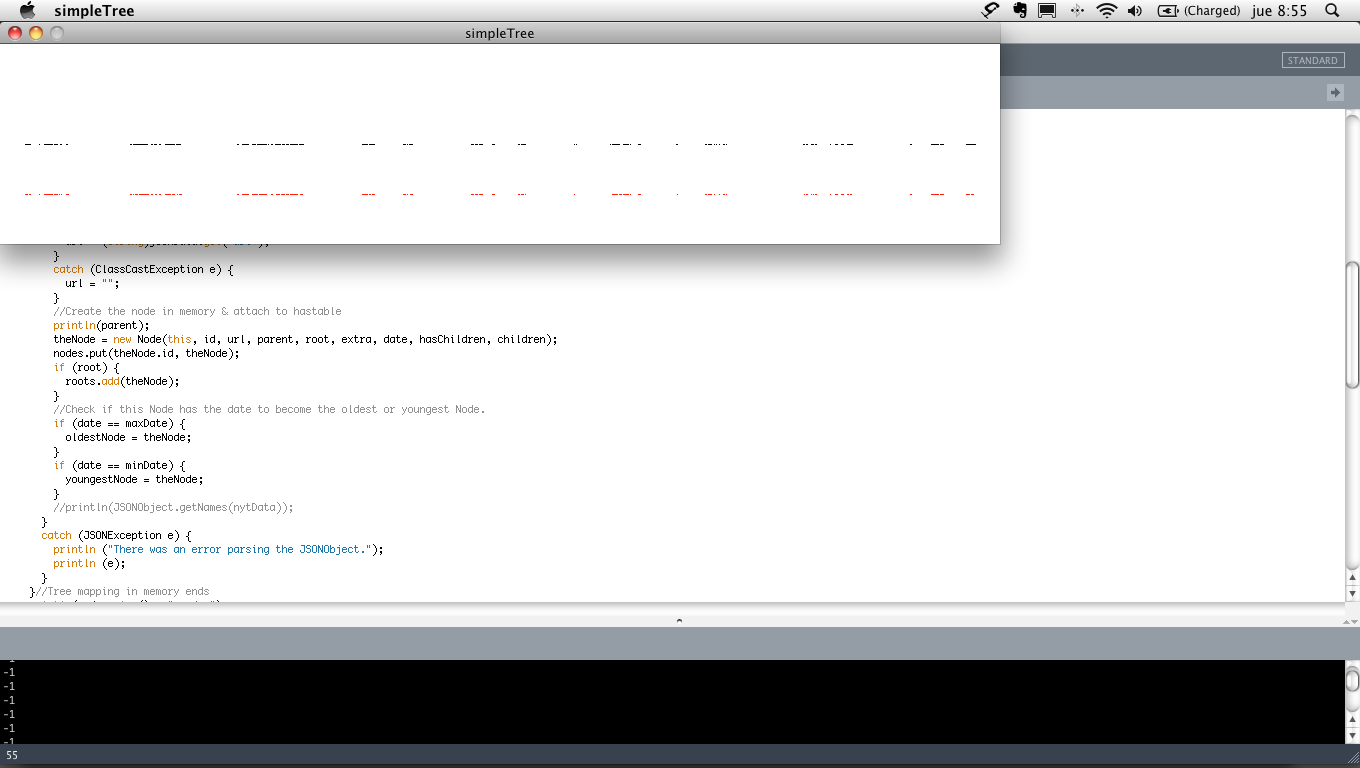 simpleTree (Charged) jue 8:55
simpleTree
STANDARD
}
catch (ClassCastException e) {
url = "";
}
//Create the node in memory & attach to hastable
println(parent);
theNode = new Node(this, id, url, parent, root, extra, date, hasChildren, children);
nodes.put(theNode.id, theNode);
if (root) {
roots.add(theNode);
}
//Check if this Node has the date to become the oldest or youngest Node.
if (date == maxDate) {
oldestNode = theNode;
}
if (date == minDate) {
youngestNode = theNode;
}
//println(JSONObject.getNames(nytData));
}
catch (JSONException e) {
println ("There was an error parsing the JSONObject.");
println (e);
}
}//Tree mapping in memory ends
-1
-1
-1
-1
-1
-1
55